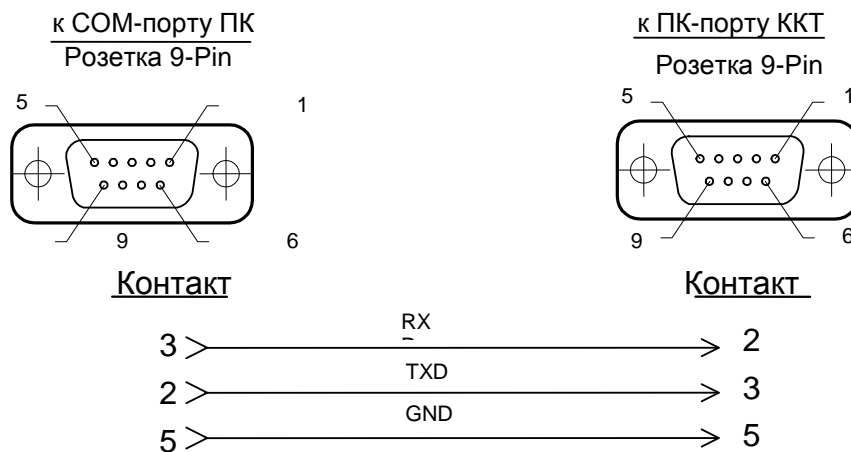 к COM-порту ПК
Розетка 9-Pin
к ПК-порту ККТ
Розетка 9-Pin
5 1
9 6
5 1
9 6
Контакт
Контакт
3 RX 2
2 TXD 3
5 GND 5